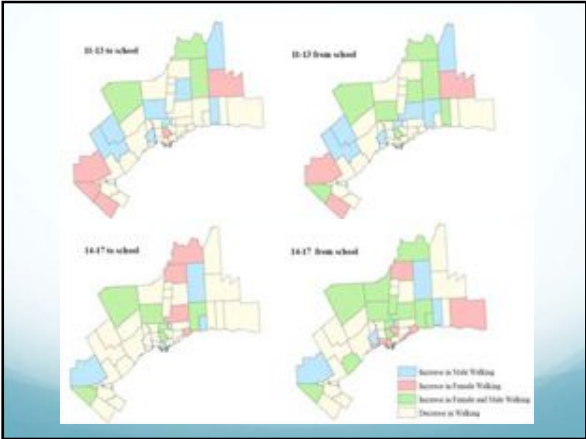 11-13 to school
11-13 from school
14-17 to school
14-17 from school
Increase in Male Walking
Increase in Female Walking
Increase in Female and Male Walking
Decrease in Walking